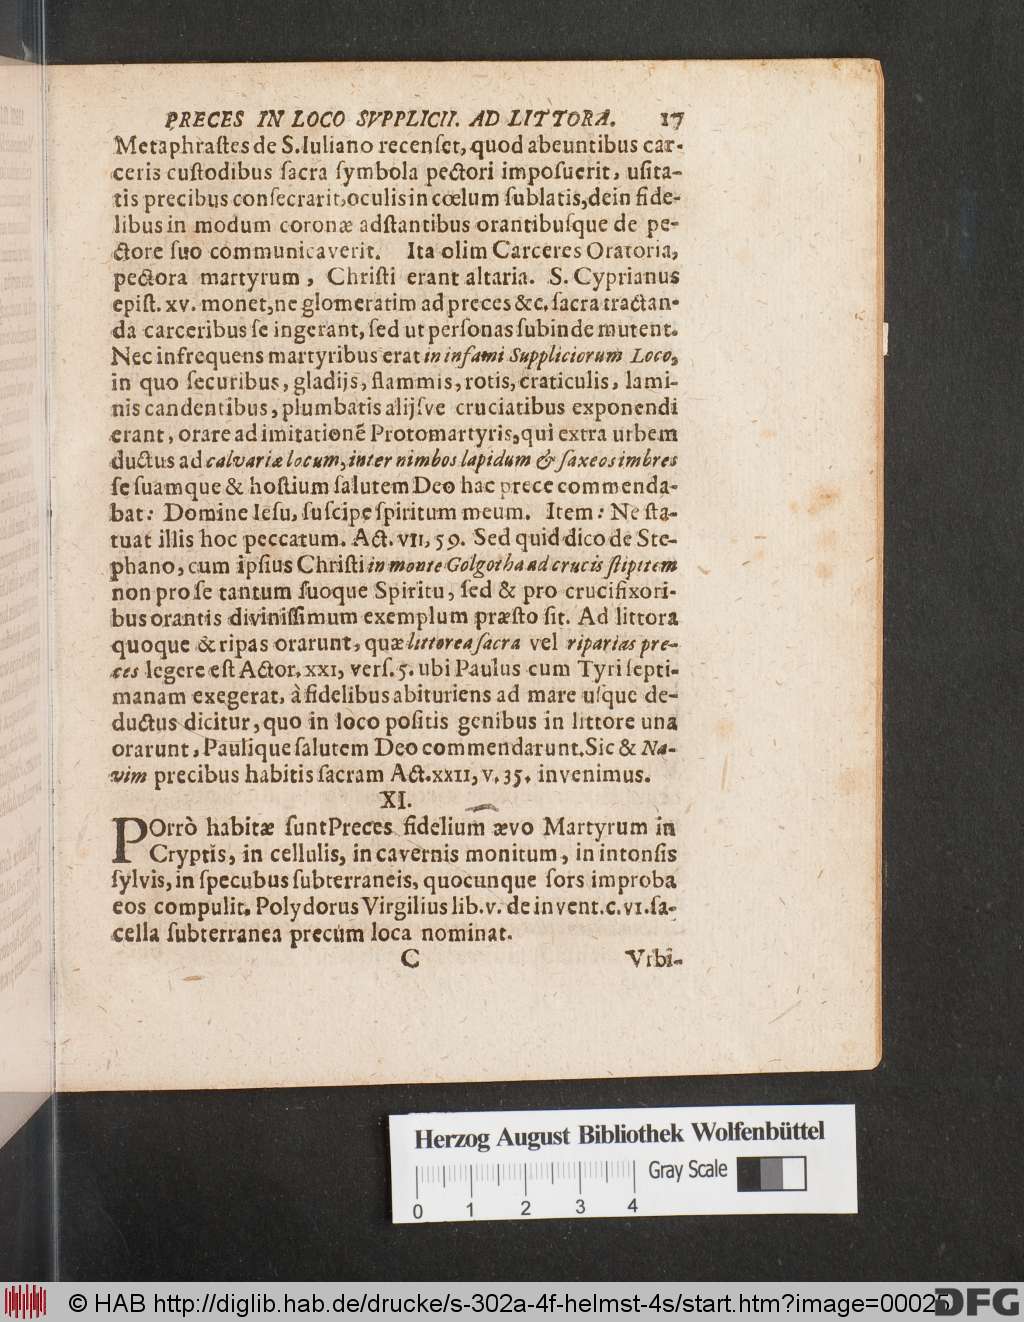 PRECES IN LOCO SVPPLICII. AD LITTORA. 17
Metaphraſtes de S. Iuliano recenſet, quod abeuntibus car-
ceris cuſtodibus ſacra ſymbola pectori impoſuerit, uſita-
tis precibus conſecrarit, oculis in cœlum ſublatis, dein fide-
libus in modum coronæ adſtantibus orantibuſque de pe-
ctore ſuo communicaverit. Ita olim Carceres Oratoria,
pectora martyrum, Chriſti erant altaria. S. Cyprianus
epiſt. xv. monet, ne glomeratim ad preces &c. ſacra tractan-
da carceribus ſe ingerant, ſed ut perſonas ſubinde mutent.
Nec infrequens martyribus erat in infami Suppliciorum Loco,
in quo ſecuribus, gladijs, flammis, rotis, craticulis, lami-
nis candentibus, plumbatis alijſve cruciatibus exponendi
erant, orare ad imitationẽ Protomartyris, qui extra urbem
ductus ad calvariæ locum, inter nimbos lapidum & ſaxeos imbres
ſe ſuamque & hoſtium ſalutem Deo hac prece commenda-
bat: Domine Ieſu, ſuſcipe ſpiritum meum. Item: Ne ſta-
tuat illis hoc peccatum. Act. VII, 59. Sed quid dico de Ste-
phano, cum ipſius Chriſti in monte Golgotha ad crucis ſtipitem
non pro ſe tantum ſuoque Spiritu, ſed & pro crucifixori-
bus orantis diviniſſimum exemplum præſto ſit. Ad littora
quoque & ripas orarunt, quæ littorea ſacra vel riparias pre-
ces legere eſt Actor. XXI, verſ. 5. ubi Paulus cum Tyri ſepti-
manam exegerat, à fidelibus abituriens ad mare uſque de-
ductus dicitur, quo in loco poſitis genibus in littore una
orarunt, Paulique ſalutem Deo commendarunt. Sic & Na-
vim precibus habitis ſacram Act. XXII, v. 35. invenimus.
XI.
POrrò habitæ ſunt Preces fidelium ævo Martyrum in
Cryptis, in cellulis, in cavernis monitum, in intonſis
ſylvis, in ſpecubus ſubterraneis, quocunque ſors improba
eos compulit. Polydorus Virgilius lib. v. de invent. c. VI. ſa-
cella ſubterranea precum loca nominat.
C Vrbi-
Herzog August Bibliothek Wolfenbüttel
Gray Scale
0 1 2 3 4
© HAB http://diglib.hab.de/drucke/s-302a-4f-helmst-4s/start.htm?image=00025
DFG